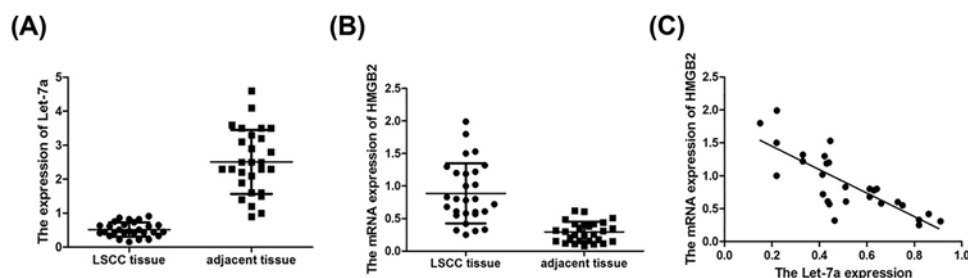 (A)
The expression of Let-7a
5
4
3
2
1
0
LSCC tissue
adjacent tissue
(B)
The mRNA expression of HMGB2
2.5
2.0
1.5
1.0
0.5
0.0
LSCC tissue
adjacent tissue
(C)
The mRNA expression of HMGB2
2.5
2.0
1.5
1.0
0.5
0.0
0.0 0.2 0.4 0.6 0.8 1.0
The Let-7a expression